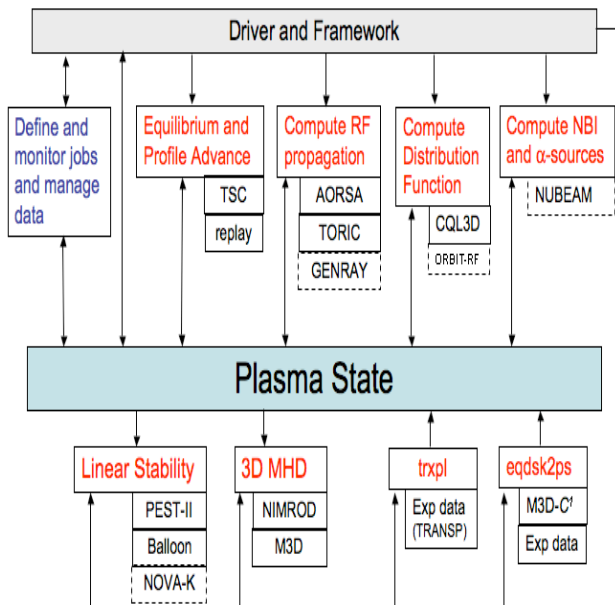 Driver and Framework
Define and
monitor jobs
and manage
data
Equilibrium and
Profile Advance
TSC
replay
Compute RF
propagation
AORSA
TORIC
GENRAY
Compute
Distribution
Function
CQL3D
ORBIT-RF
Compute NBI
and α-sources
NUBEAM
Plasma State
Linear Stability
PEST-II
Balloon
NOVA-K
3D MHD
NIMROD
M3D
trxpl
Exp data
(TRANSP)
eqdsk2ps
M3D-C¹
Exp data